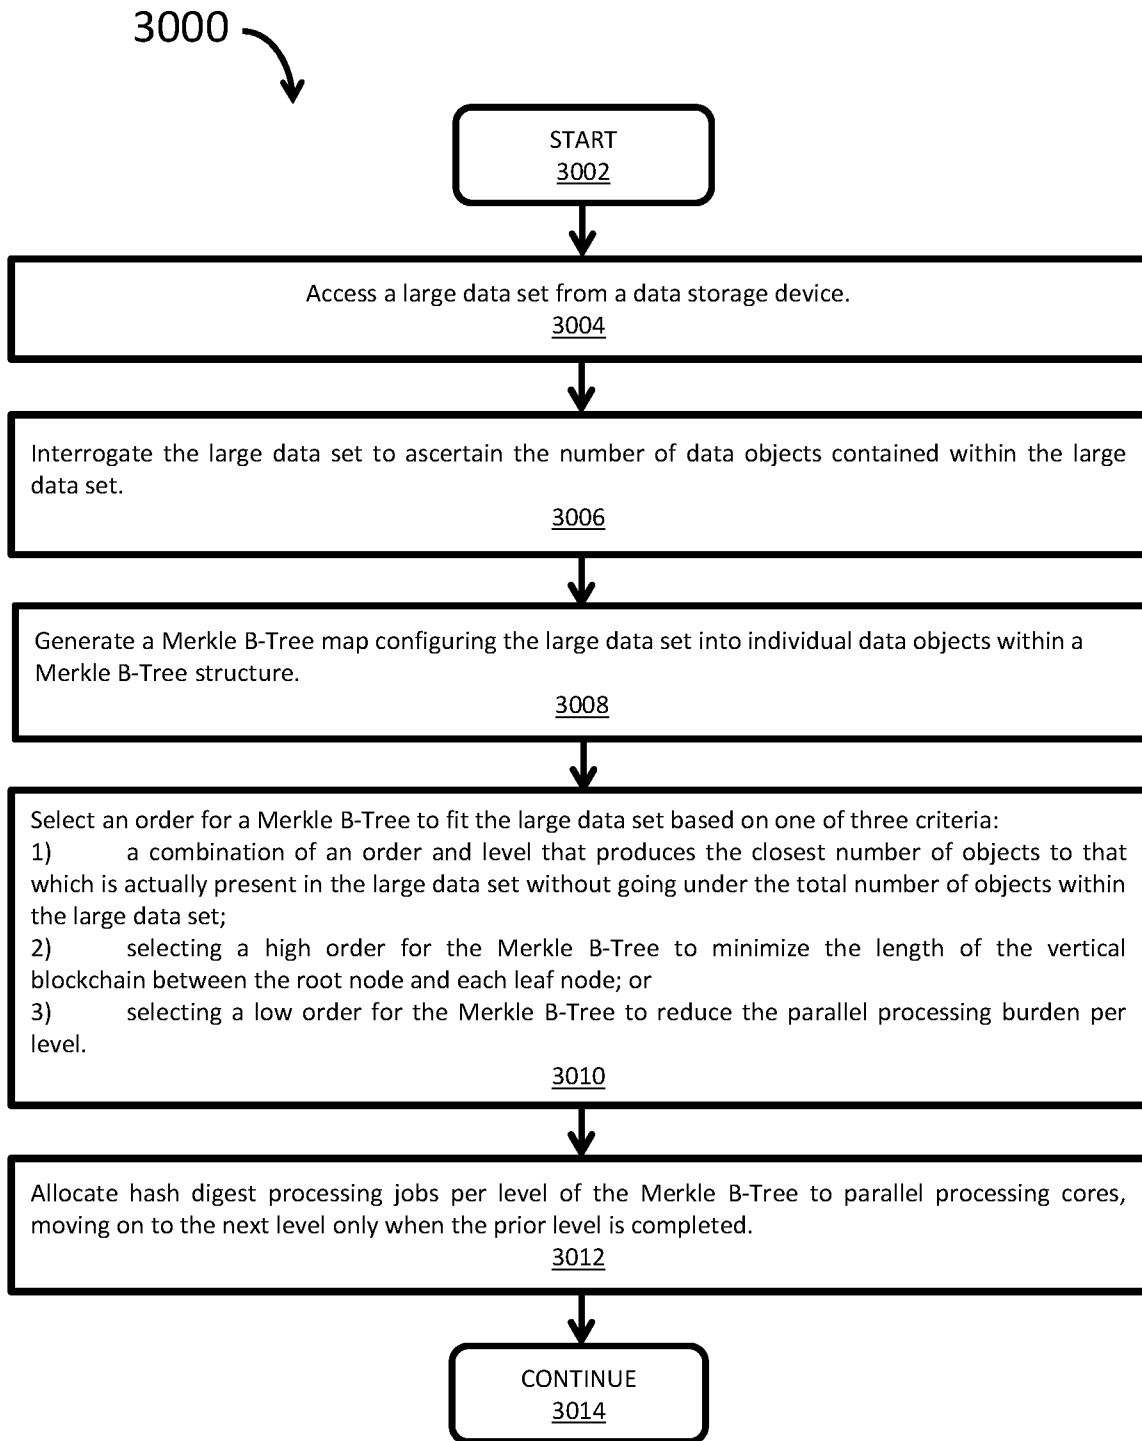 3000
START
3002
Access a large data set from a data storage device.
3004
Interrogate the large data set to ascertain the number of data objects contained within the large
data set.
3006
Generate a Merkle B-Tree map configuring the large data set into individual data objects within a
Merkle B-Tree structure.
3008
Select an order for a Merkle B-Tree to fit the large data set based on one of three criteria:
1) a combination of an order and level that produces the closest number of objects to that
which is actually present in the large data set without going under the total number of objects within
the large data set;
2) selecting a high order for the Merkle B-Tree to minimize the length of the vertical
blockchain between the root node and each leaf node; or
3) selecting a low order for the Merkle B-Tree to reduce the parallel processing burden per
level.
3010
Allocate hash digest processing jobs per level of the Merkle B-Tree to parallel processing cores,
moving on to the next level only when the prior level is completed.
3012
CONTINUE
3014